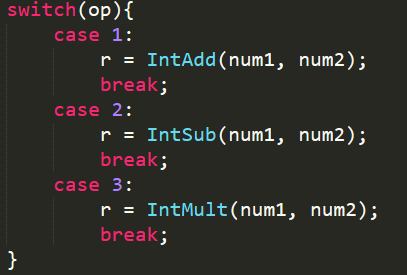 switch(op){
    case 1:
        r = IntAdd(num1, num2);
        break;
    case 2:
        r = IntSub(num1, num2);
        break;
    case 3:
        r = IntMult(num1, num2);
        break;
}